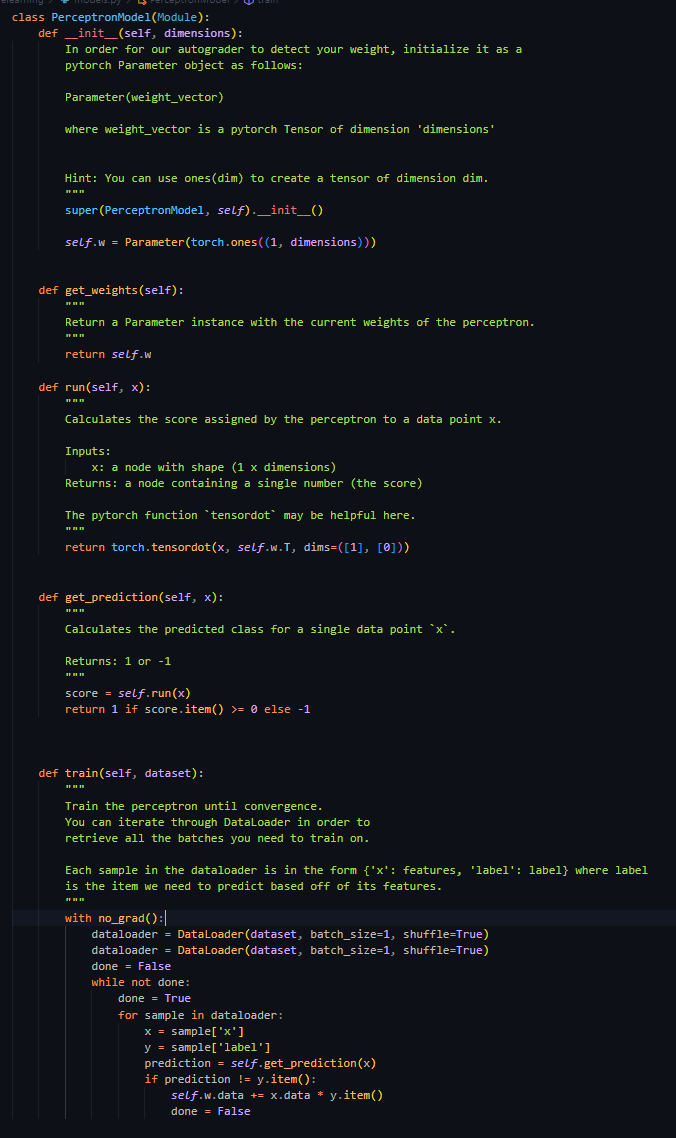 elearning > models.py > PerceptronModel > train
class PerceptronModel(Module):
    def __init__(self, dimensions):
        In order for our autograder to detect your weight, initialize it as a
        pytorch Parameter object as follows:

        Parameter(weight_vector)

        where weight_vector is a pytorch Tensor of dimension 'dimensions'


        Hint: You can use ones(dim) to create a tensor of dimension dim.
        """
        super(PerceptronModel, self).__init__()

        self.w = Parameter(torch.ones((1, dimensions)))


    def get_weights(self):
        """
        Return a Parameter instance with the current weights of the perceptron.
        """
        return self.w

    def run(self, x):
        """
        Calculates the score assigned by the perceptron to a data point x.

        Inputs:
            x: a node with shape (1 x dimensions)
        Returns: a node containing a single number (the score)

        The pytorch function `tensordot` may be helpful here.
        """
        return torch.tensordot(x, self.w.T, dims=([1], [0]))


    def get_prediction(self, x):
        """
        Calculates the predicted class for a single data point `x`.

        Returns: 1 or -1
        """
        score = self.run(x)
        return 1 if score.item() >= 0 else -1



    def train(self, dataset):
        """
        Train the perceptron until convergence.
        You can iterate through DataLoader in order to
        retrieve all the batches you need to train on.

        Each sample in the dataloader is in the form {'x': features, 'label': label} where label
        is the item we need to predict based off of its features.
        """
        with no_grad():
            dataloader = DataLoader(dataset, batch_size=1, shuffle=True)
            dataloader = DataLoader(dataset, batch_size=1, shuffle=True)
            done = False
            while not done:
                done = True
                for sample in dataloader:
                    x = sample['x']
                    y = sample['label']
                    prediction = self.get_prediction(x)
                    if prediction != y.item():
                        self.w.data += x.data * y.item()
                        done = False